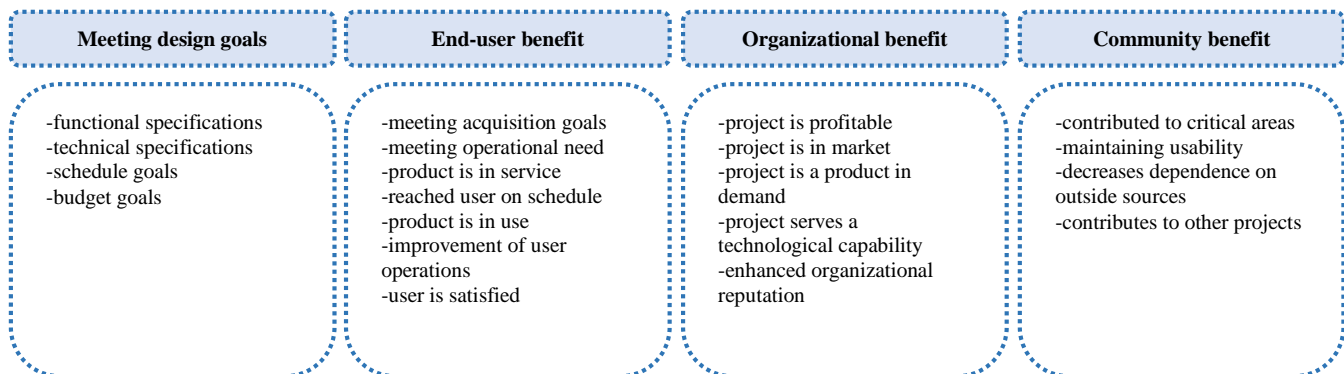 Meeting design goals
End-user benefit
Organizational benefit
Community benefit
-functional specifications
-technical specifications
-schedule goals
-budget goals
-meeting acquisition goals
-meeting operational need
-product is in service
-reached user on schedule
-product is in use
-improvement of user
operations
-user is satisfied
-project is profitable
-project is in market
-project is a product in
demand
-project serves a
technological capability
-enhanced organizational
reputation
-contributed to critical areas
-maintaining usability
-decreases dependence on
outside sources
-contributes to other projects